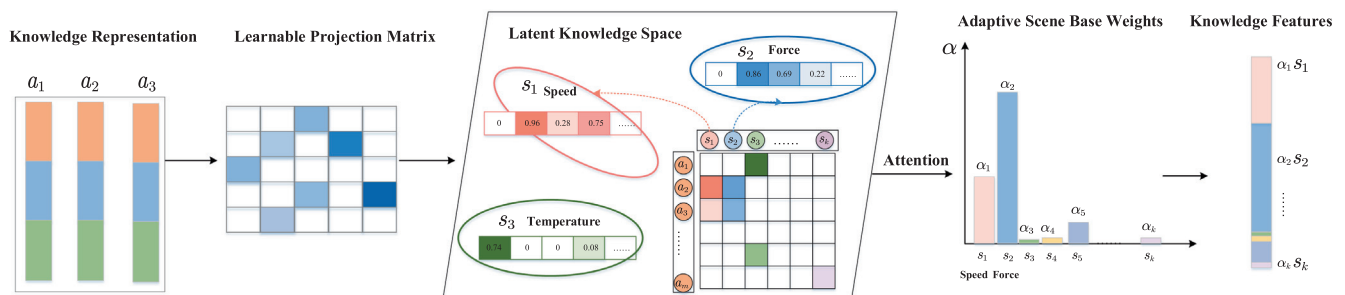 Knowledge Representation
a1 a2 a3
Learnable Projection Matrix
Latent Knowledge Space
s1 Speed
0 0.96 0.28 0.75 ......
s2 Force
0 0.86 0.69 0.22 ......
s3 Temperature
0.74 0 0 0.08 ......
s1 s2 s3 ...... sk
a1
a2
a3
......
am
Attention
Adaptive Scene Base Weights
α
α1 α2 α3 α4 α5 αk
s1 s2 s3 s4 s5 ...... sk
Speed Force
Knowledge Features
α1 s1
α2 s2
......
αk sk